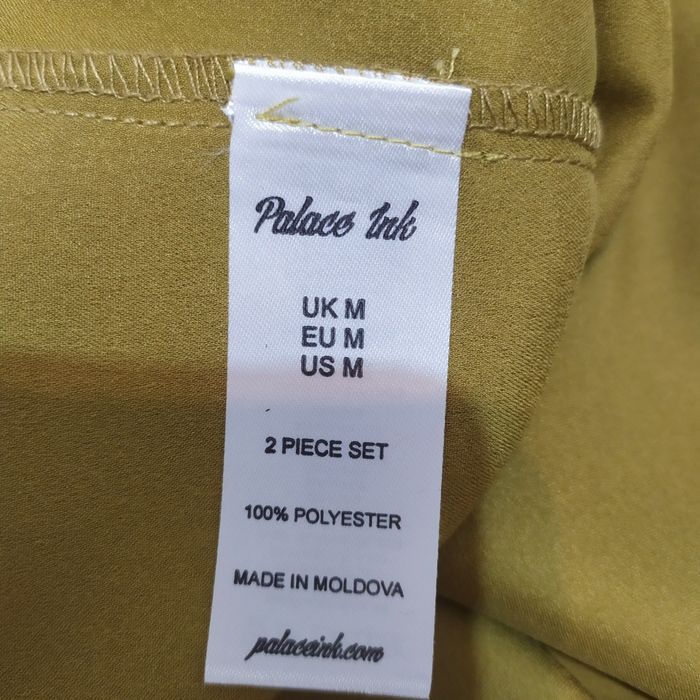 Palace Ink
UK M
EU M
US M
2 PIECE SET
100% POLYESTER
MADE IN MOLDOVA
palaceink.com